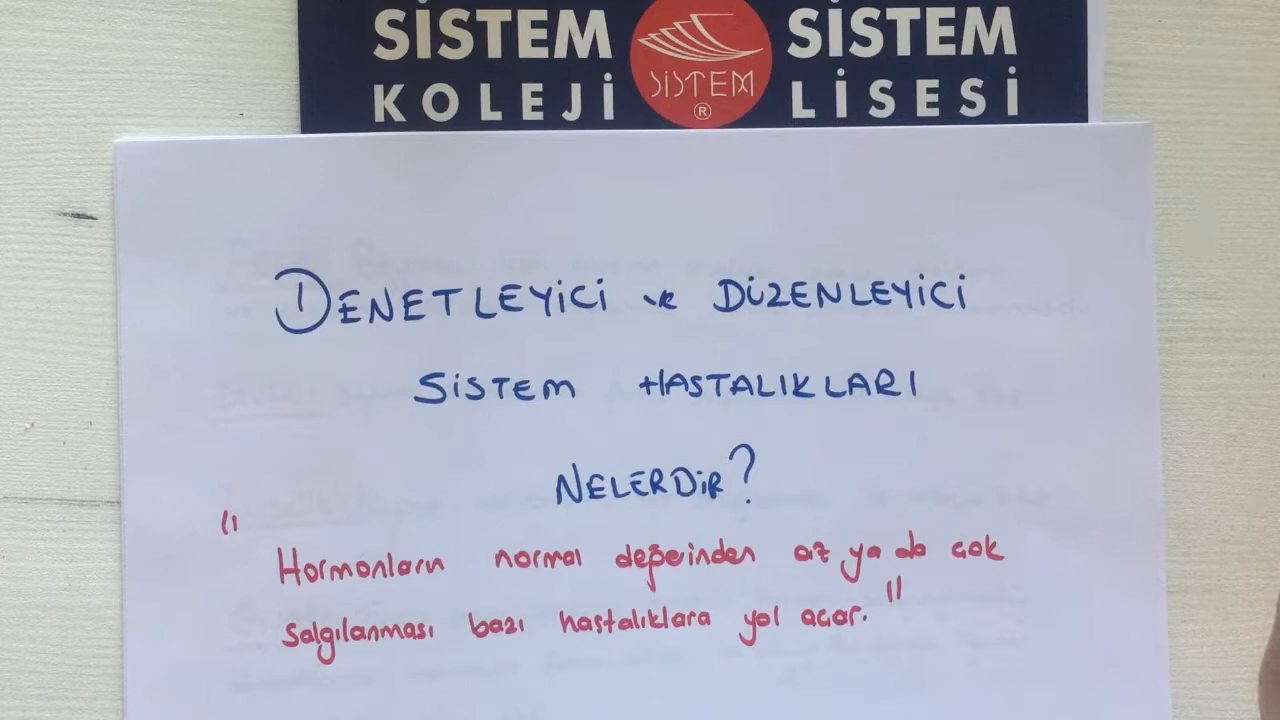 SİSTEM KOLEJİ
SİSTEM ®
SİSTEM LİSESİ
DENETLEYİCİ ve DÜZENLEYİCİ
SİSTEM HASTALIKLARI
NELERDİR?
"Hormonların normal değerinden az ya da çok
salgılanması bazı hastalıklara yol açar."